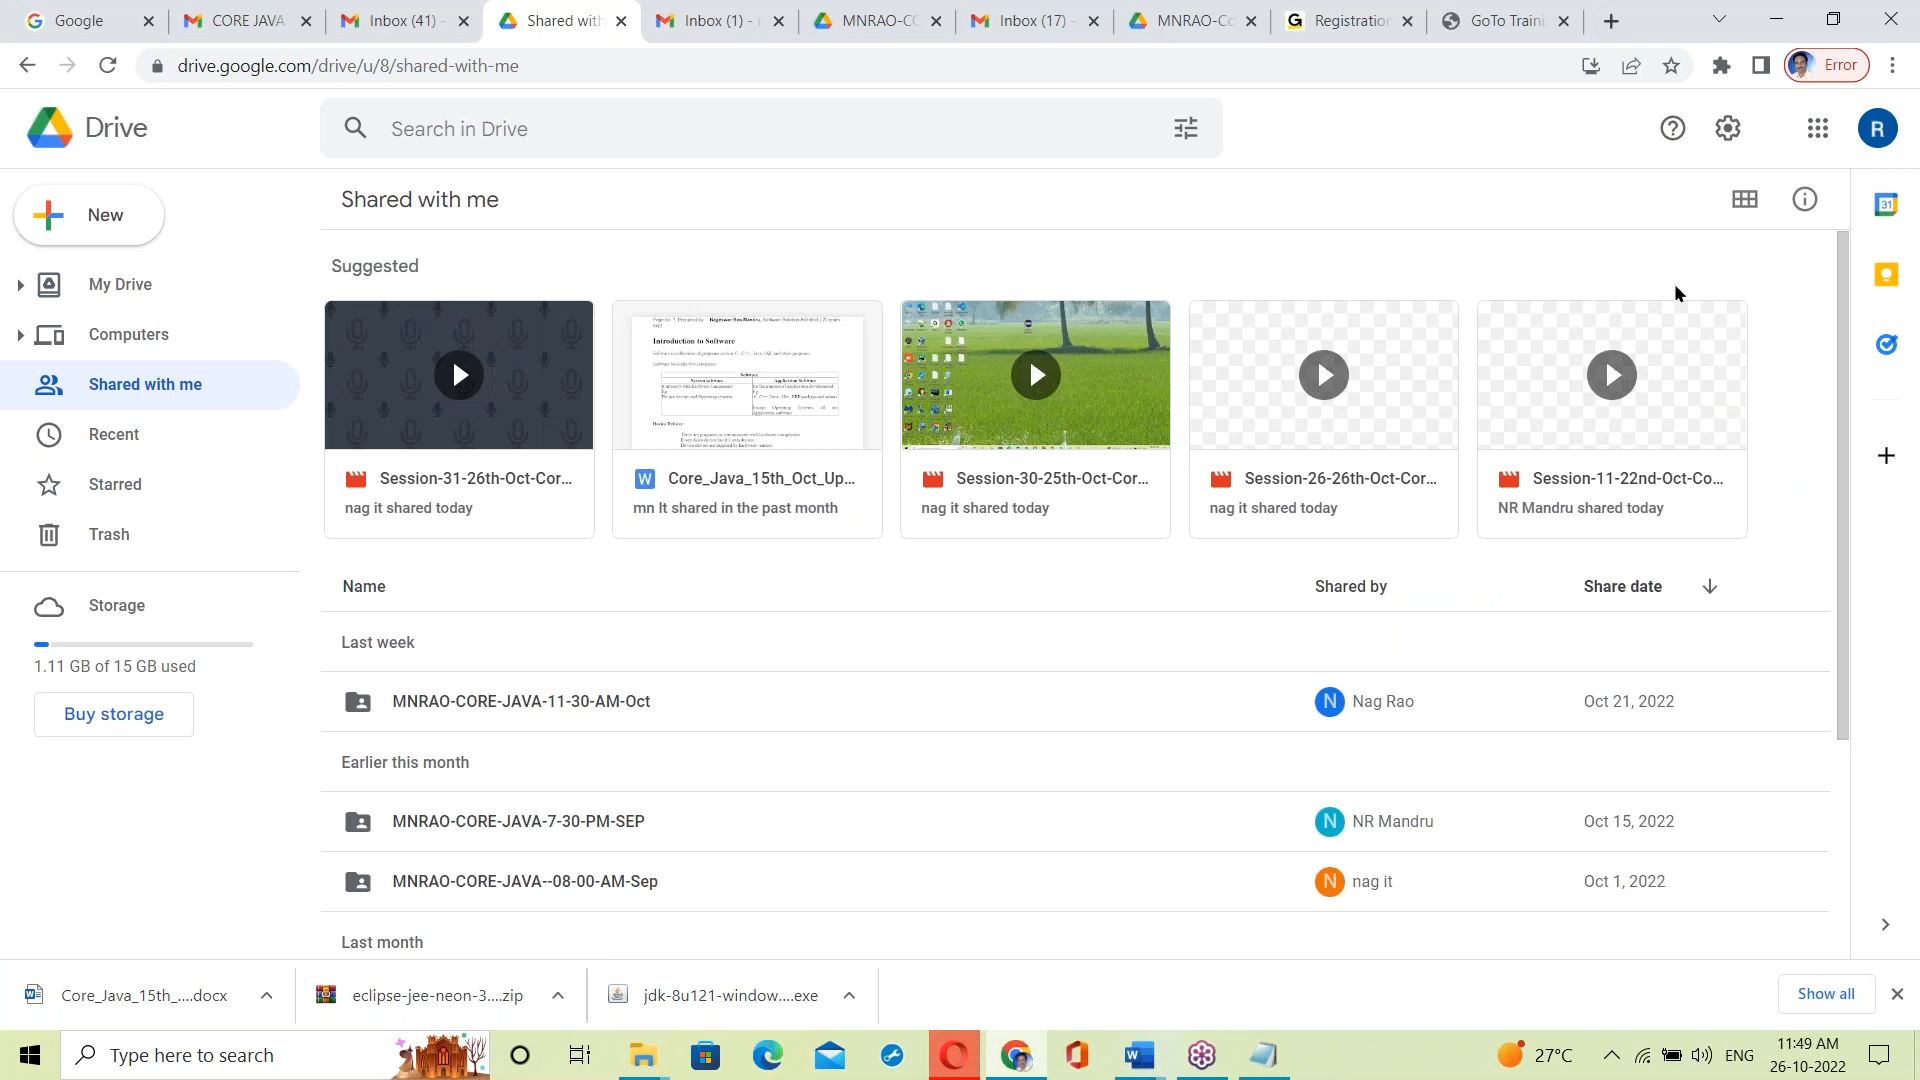 Google
CORE JAVA
Inbox (41) -
Shared with
Inbox (1) -
MNRAO-CO
Inbox (17) -
MNRAO-Co
Registration
GoTo Traini
drive.google.com/drive/u/8/shared-with-me
Error
Drive
Search in Drive
R
New
Shared with me
My Drive
Computers
Shared with me
Recent
Starred
Trash
Storage
1.11 GB of 15 GB used
Buy storage
Suggested
Introduction to Software
Session-31-26th-Oct-Cor...
nag it shared today
Core_Java_15th_Oct_Up...
mn It shared in the past month
Session-30-25th-Oct-Cor...
nag it shared today
Session-26-26th-Oct-Cor...
nag it shared today
Session-11-22nd-Oct-Co...
NR Mandru shared today
Name Shared by Share date
Last week
MNRAO-CORE-JAVA-11-30-AM-Oct N Nag Rao Oct 21, 2022
Earlier this month
MNRAO-CORE-JAVA-7-30-PM-SEP N NR Mandru Oct 15, 2022
MNRAO-CORE-JAVA--08-00-AM-Sep N nag it Oct 1, 2022
Last month
31
Core_Java_15th_....docx
eclipse-jee-neon-3....zip
jdk-8u121-window....exe
Show all
Type here to search
27°C
ENG
11:49 AM
26-10-2022